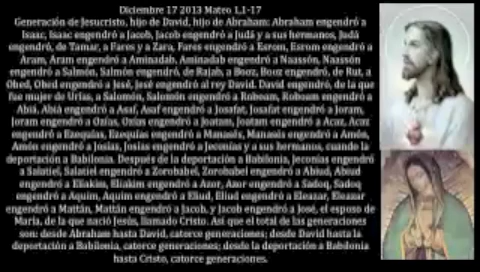 Diciembre 17 2013 Mateo 1,1-17
Generación de Jesucristo, hijo de David, hijo de Abraham: Abraham engendró a
Isaac, Isaac engendró a Jacob, Jacob engendró a Judá y a sus hermanos, Judá
engendró, de Tamar, a Fares y a Zara, Fares engendró a Esrom, Esrom engendró a
Aram, Aram engendró a Aminadab, Aminadab engendró a Naassón, Naassón
engendró a Salmón, Salmón engendró, de Rajab, a Booz, Booz engendró, de Rut, a
Obed, Obed engendró a Jesé, Jesé engendró al rey David. David engendró, de la que
fue mujer de Urías, a Salomón, Salomón engendró a Roboam, Roboam engendró a
Abiá, Abiá engendró a Asaf, Asaf engendró a Josafat, Josafat engendró a Joram,
Joram engendró a Ozías, Ozías engendró a Joatam, Joatam engendró a Acaz, Acaz
engendró a Ezequías, Ezequías engendró a Manasés, Manasés engendró a Amón,
Amón engendró a Josías, Josías engendró a Jeconías y a sus hermanos, cuando la
deportación a Babilonia. Después de la deportación a Babilonia, Jeconías engendró
a Salatiel, Salatiel engendró a Zorobabel, Zorobabel engendró a Abiud, Abiud
engendró a Eliakim, Eliakim engendró a Azor, Azor engendró a Sadoq, Sadoq
engendró a Aquim, Aquim engendró a Eliud, Eliud engendró a Eleazar, Eleazar
engendró a Mattán, Mattán engendró a Jacob, y Jacob engendró a José, el esposo de
María, de la que nació Jesús, llamado Cristo. Así que el total de las generaciones
son: desde Abraham hasta David, catorce generaciones; desde David hasta la
deportación a Babilonia, catorce generaciones; desde la deportación a Babilonia
hasta Cristo, catorce generaciones.